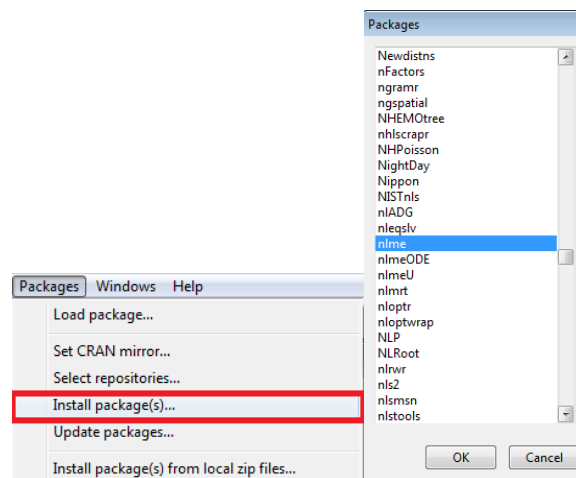 Packages Windows Help
Load package...
Set CRAN mirror...
Select repositories...
Install package(s)...
Update packages...
Install package(s) from local zip files...
Packages
Newdistns
nFactors
ngramr
ngspatial
NHEMOtree
nhlscrapr
NHPoisson
NightDay
Nippon
NISTnls
nlADG
nleqslv
nlme
nlmeODE
nlmeU
nlmrt
nloptr
nloptwrap
NLP
NLRoot
nlrwr
nls2
nlsmsn
nlstools
OK Cancel